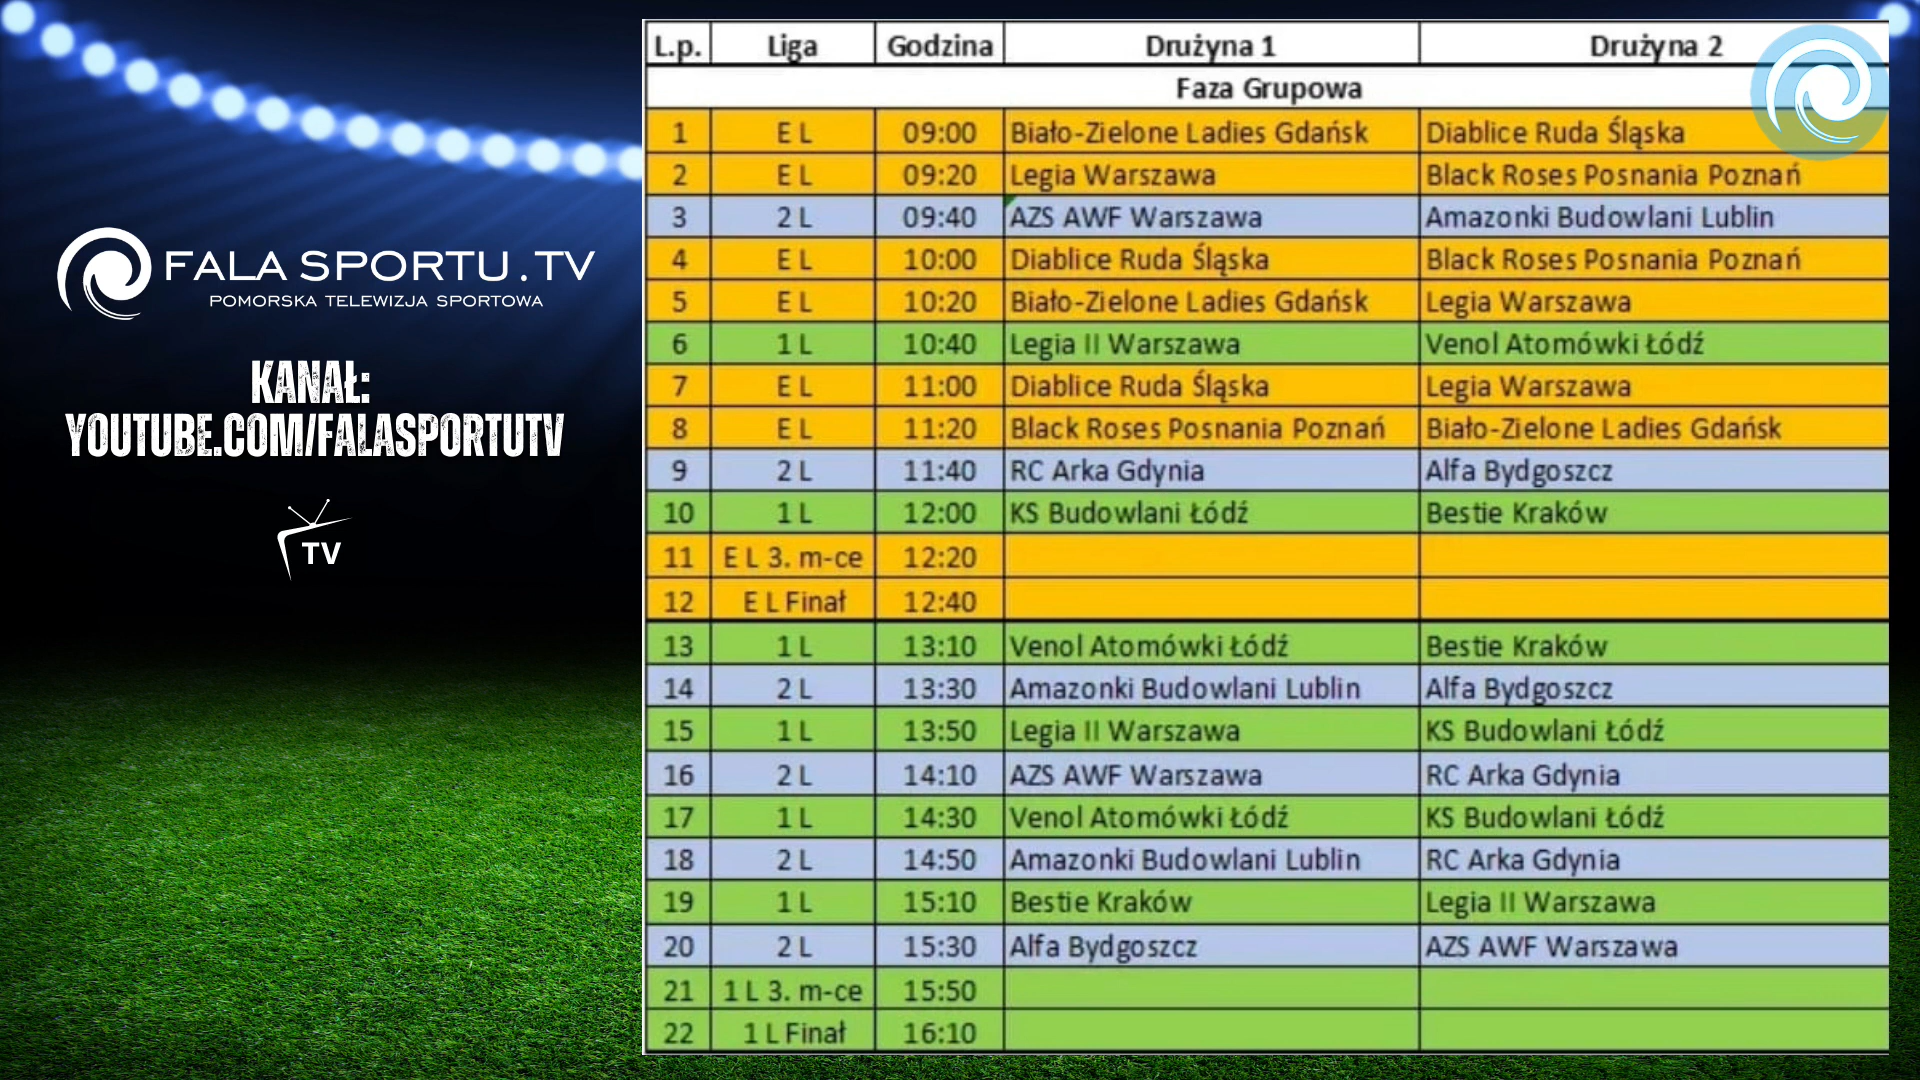 FALA SPORTU.TV
POMORSKA TELEWIZJA SPORTOWA
KANAŁ:
YOUTUBE.COM/FALASPORTUTV
TV
L.p. Liga Godzina Drużyna 1 Drużyna 2
Faza Grupowa
1 E L 09:00 Biało-Zielone Ladies Gdańsk Diablice Ruda Śląska
2 E L 09:20 Legia Warszawa Black Roses Posnania Poznań
3 2 L 09:40 AZS AWF Warszawa Amazonki Budowlani Lublin
4 E L 10:00 Diablice Ruda Śląska Black Roses Posnania Poznań
5 E L 10:20 Biało-Zielone Ladies Gdańsk Legia Warszawa
6 1 L 10:40 Legia II Warszawa Venol Atomówki Łódź
7 E L 11:00 Diablice Ruda Śląska Legia Warszawa
8 E L 11:20 Black Roses Posnania Poznań Biało-Zielone Ladies Gdańsk
9 2 L 11:40 RC Arka Gdynia Alfa Bydgoszcz
10 1 L 12:00 KS Budowlani Łódź Bestie Kraków
11 E L 3. m-ce 12:20
12 E L Finał 12:40
13 1 L 13:10 Venol Atomówki Łódź Bestie Kraków
14 2 L 13:30 Amazonki Budowlani Lublin Alfa Bydgoszcz
15 1 L 13:50 Legia II Warszawa KS Budowlani Łódź
16 2 L 14:10 AZS AWF Warszawa RC Arka Gdynia
17 1 L 14:30 Venol Atomówki Łódź KS Budowlani Łódź
18 2 L 14:50 Amazonki Budowlani Lublin RC Arka Gdynia
19 1 L 15:10 Bestie Kraków Legia II Warszawa
20 2 L 15:30 Alfa Bydgoszcz AZS AWF Warszawa
21 1 L 3. m-ce 15:50
22 1 L Finał 16:10